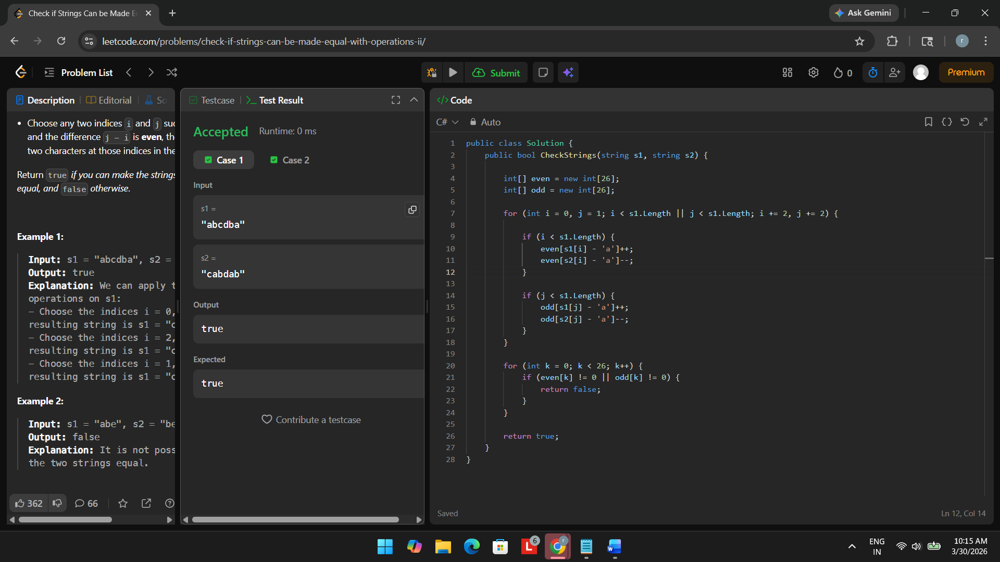 Check if Strings Can be Made E
Ask Gemini
leetcode.com/problems/check-if-strings-can-be-made-equal-with-operations-ii/
r
Problem List
Submit
0
Premium
Description
Editorial
So
Choose any two indices i and j suc
and the difference j - i is even, the
two characters at those indices in the
Return true if you can make the strings
equal, and false otherwise.
Example 1:
Input: s1 = "abcdba", s2 =
Output: true
Explanation: We can apply t
operations on s1:
- Choose the indices i = 0,
resulting string is s1 = "c
- Choose the indices i = 2,
resulting string is s1 = "c
- Choose the indices i = 1,
resulting string is s1 = "c
Example 2:
Input: s1 = "abe", s2 = "be
Output: false
Explanation: It is not poss
the two strings equal.
362
66
Testcase
Test Result
Accepted
Runtime: 0 ms
Case 1
Case 2
Input
s1 =
"abcdba"
s2 =
"cabdab"
Output
true
Expected
true
Contribute a testcase
</> Code
C#
Auto
1 public class Solution {
2 public bool CheckStrings(string s1, string s2) {
3
4 int[] even = new int[26];
5 int[] odd = new int[26];
6
7 for (int i = 0, j = 1; i < s1.Length || j < s1.Length; i += 2, j += 2) {
8
9 if (i < s1.Length) {
10 even[s1[i] - 'a']++;
11 even[s2[i] - 'a']--;
12 }
13
14 if (j < s1.Length) {
15 odd[s1[j] - 'a']++;
16 odd[s2[j] - 'a']--;
17 }
18 }
19
20 for (int k = 0; k < 26; k++) {
21 if (even[k] != 0 || odd[k] != 0) {
22 return false;
23 }
24 }
25
26 return true;
27 }
28 }
Saved
Ln 12, Col 14
L
6
r
W
ENG
IN
10:15 AM
3/30/2026